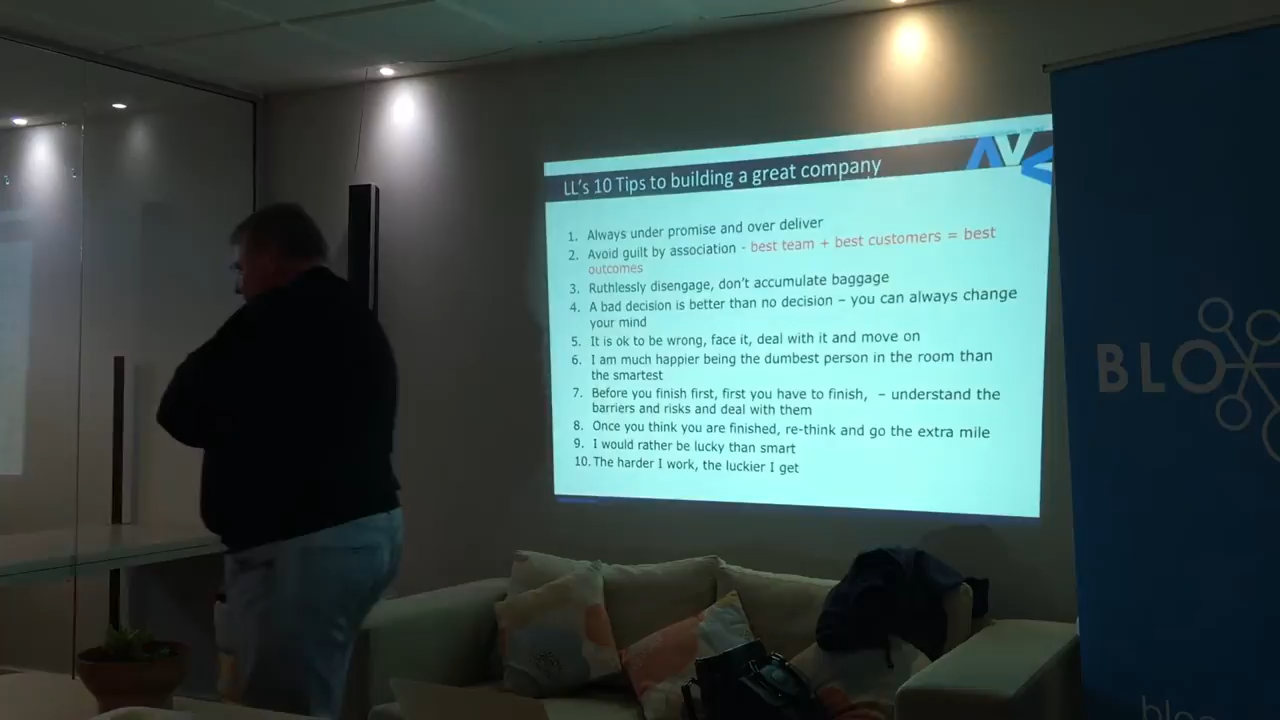 LL's 10 Tips to building a great company
1. Always under promise and over deliver
2. Avoid guilt by association - best team + best customers = best
outcomes
3. Ruthlessly disengage, don't accumulate baggage
4. A bad decision is better than no decision – you can always change
your mind
5. It is ok to be wrong, face it, deal with it and move on
6. I am much happier being the dumbest person in the room than
the smartest
7. Before you finish first, first you have to finish, – understand the
barriers and risks and deal with them
8. Once you think you are finished, re-think and go the extra mile
9. I would rather be lucky than smart
10. The harder I work, the luckier I get
BLO